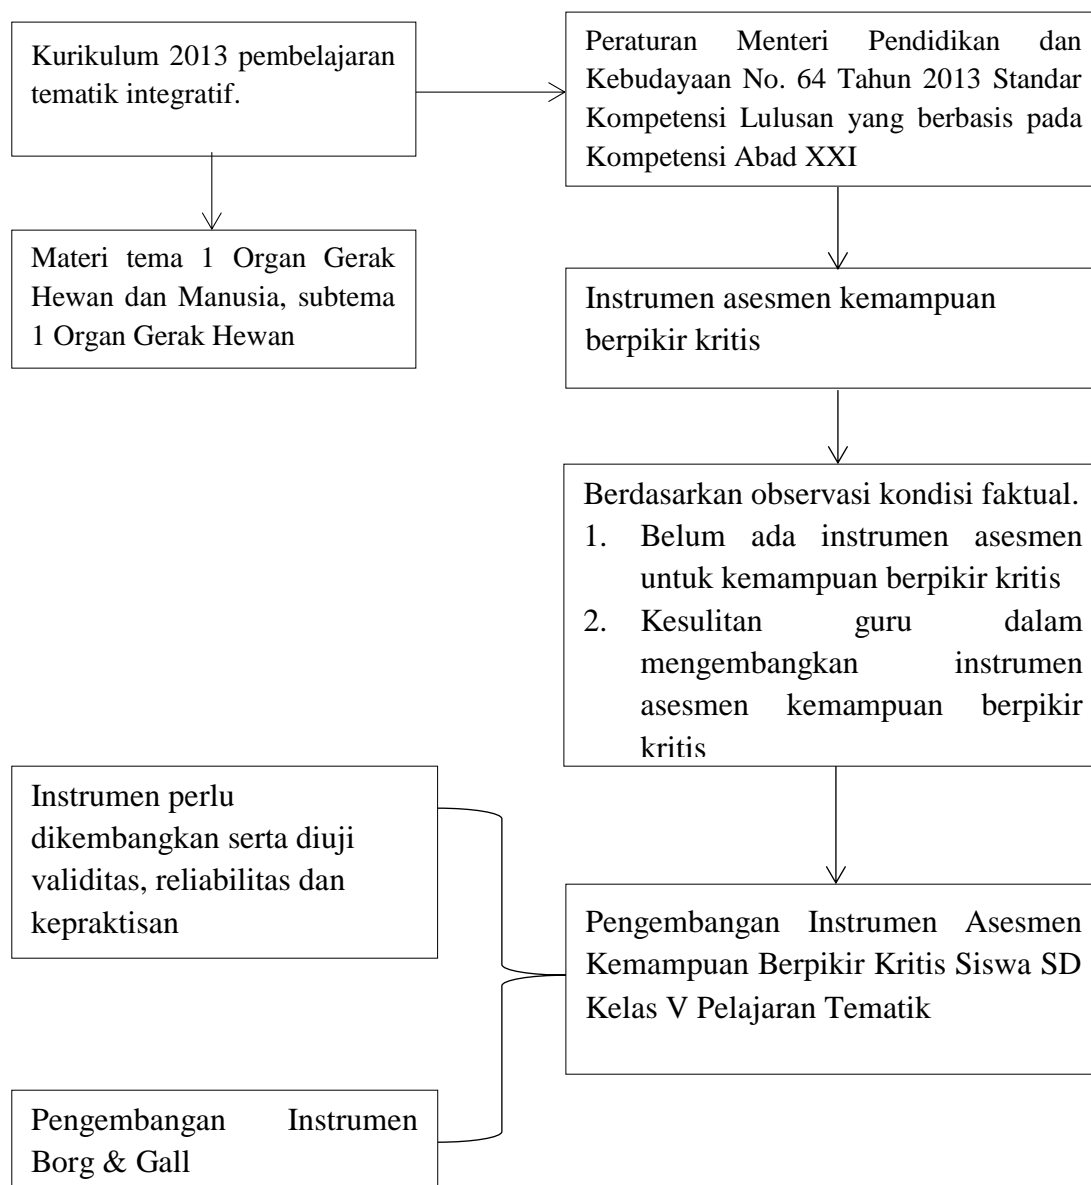 Kurikulum 2013 pembelajaran
tematik integratif.
Peraturan Menteri Pendidikan dan
Kebudayaan No. 64 Tahun 2013 Standar
Kompetensi Lulusan yang berbasis pada
Kompetensi Abad XXI
Materi tema 1 Organ Gerak
Hewan dan Manusia, subtema
1 Organ Gerak Hewan
Instrumen asesmen kemampuan
berpikir kritis
Berdasarkan observasi kondisi faktual.
1. Belum ada instrumen asesmen
untuk kemampuan berpikir kritis
2. Kesulitan guru dalam
mengembangkan instrumen
asesmen kemampuan berpikir
kritis
Instrumen perlu
dikembangkan serta diuji
validitas, reliabilitas dan
kepraktisan
Pengembangan Instrumen Asesmen
Kemampuan Berpikir Kritis Siswa SD
Kelas V Pelajaran Tematik
Pengembangan Instrumen
Borg & Gall